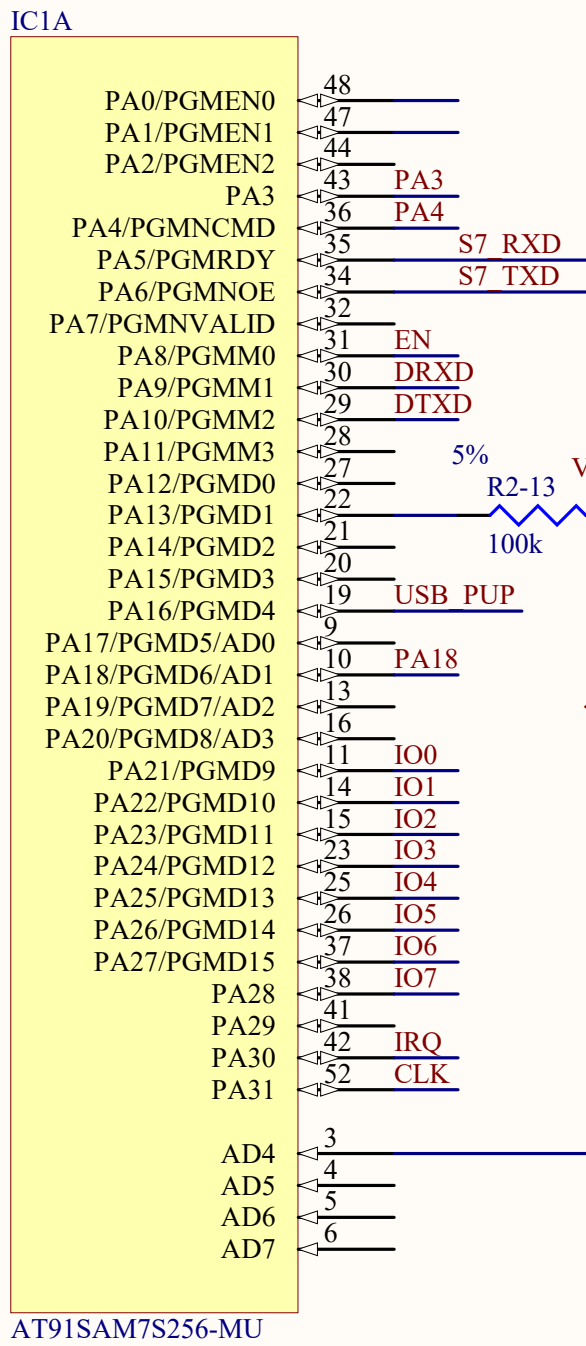 IC1A
PA0/PGMEN0 48
PA1/PGMEN1 47
PA2/PGMEN2 44
PA3 43 PA3
PA4/PGMNCMD 36 PA4
PA5/PGMRDY 35 S7_RXD
PA6/PGMNOE 34 S7_TXD
PA7/PGMNVALID 32
PA8/PGMM0 31 EN
PA9/PGMM1 30 DRXD
PA10/PGMM2 29 DTXD
PA11/PGMM3 28
5% V
PA12/PGMD0 27 R2-13
PA13/PGMD1 22
PA14/PGMD2 21 100k
PA15/PGMD3 20
PA16/PGMD4 19 USB_PUP
PA17/PGMD5/AD0 9
PA18/PGMD6/AD1 10 PA18
PA19/PGMD7/AD2 13
PA20/PGMD8/AD3 16
PA21/PGMD9 11 IO0
PA22/PGMD10 14 IO1
PA23/PGMD11 15 IO2
PA24/PGMD12 23 IO3
PA25/PGMD13 25 IO4
PA26/PGMD14 26 IO5
PA27/PGMD15 37 IO6
PA28 38 IO7
PA29 41
PA30 42 IRQ
PA31 52 CLK
AD4 3
AD5 4
AD6 5
AD7 6
AT91SAM7S256-MU